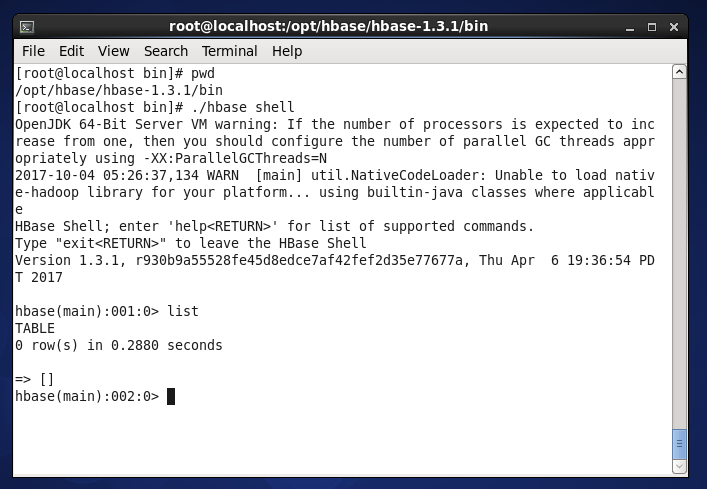 root@localhost:/opt/hbase/hbase-1.3.1/bin
File Edit View Search Terminal Help
[root@localhost bin]# pwd
/opt/hbase/hbase-1.3.1/bin
[root@localhost bin]# ./hbase shell
OpenJDK 64-Bit Server VM warning: If the number of processors is expected to inc
rease from one, then you should configure the number of parallel GC threads appr
opriately using -XX:ParallelGCThreads=N
2017-10-04 05:26:37,134 WARN  [main] util.NativeCodeLoader: Unable to load nativ
e-hadoop library for your platform... using builtin-java classes where applicabl
e
HBase Shell; enter 'help<RETURN>' for list of supported commands.
Type "exit<RETURN>" to leave the HBase Shell
Version 1.3.1, r930b9a55528fe45d8edce7af42fef2d35e77677a, Thu Apr  6 19:36:54 PD
T 2017
hbase(main):001:0> list
TABLE
0 row(s) in 0.2880 seconds
=> []
hbase(main):002:0>